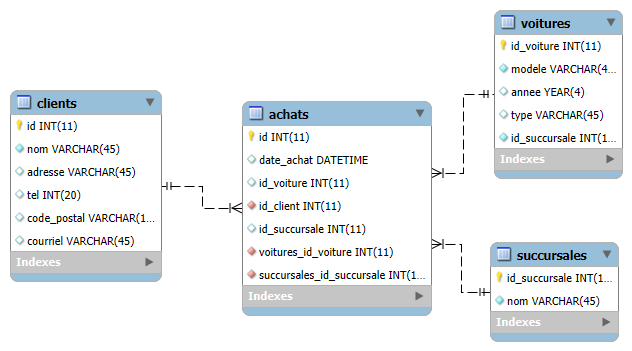 voitures
id_voiture INT(11)
modele VARCHAR(4...
annee YEAR(4)
type VARCHAR(45)
id_succursale INT(1...
Indexes
clients
id INT(11)
nom VARCHAR(45)
adresse VARCHAR(45)
tel INT(20)
code_postal VARCHAR(1...
courriel VARCHAR(45)
Indexes
achats
id INT(11)
date_achat DATETIME
id_voiture INT(11)
id_client INT(11)
id_succursale INT(11)
voitures_id_voiture INT(11)
succursales_id_succursale INT(1...
Indexes
succursales
id_succursale INT(1...
nom VARCHAR(45)
Indexes